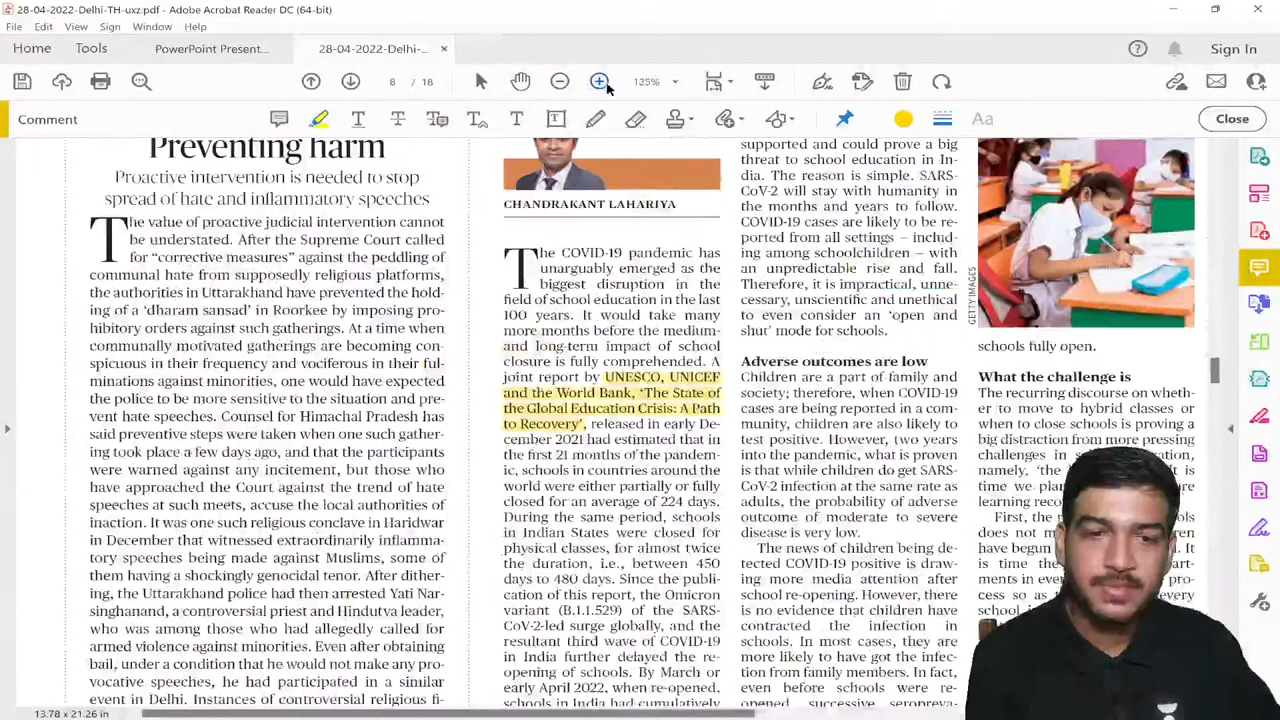 28-04-2022-Delhi-TH-uxz.pdf - Adobe Acrobat Reader DC (64-bit)
File Edit View Sign Window Help
Home Tools PowerPoint Present... 28-04-2022-Delhi-... × Sign In
8 / 18 125%
Comment Aa Close
Preventing harm
Proactive intervention is needed to stop
spread of hate and inflammatory speeches
The value of proactive judicial intervention cannot
be understated. After the Supreme Court called
for “corrective measures” against the peddling of
communal hate from supposedly religious platforms,
the authorities in Uttarakhand have prevented the hold-
ing of a ‘dharam sansad’ in Roorkee by imposing pro-
hibitory orders against such gatherings. At a time when
communally motivated gatherings are becoming con-
spicuous in their frequency and vociferous in their ful-
minations against minorities, one would have expected
the police to be more sensitive to the situation and pre-
vent hate speeches. Counsel for Himachal Pradesh has
said preventive steps were taken when one such gather-
ing took place a few days ago, and that the participants
were warned against any incitement, but those who
have approached the Court against the trend of hate
speeches at such meets, accuse the local authorities of
inaction. It was one such religious conclave in Haridwar
in December that witnessed extraordinarily inflamma-
tory speeches being made against Muslims, some of
them having a shockingly genocidal tenor. After dither-
ing, the Uttarakhand police had then arrested Yati Nar-
singhanand, a controversial priest and Hindutva leader,
who was among those who had allegedly called for
armed violence against minorities. Even after obtaining
bail, under a condition that he would not make any pro-
vocative speeches, he had participated in a similar
event in Delhi. Instances of controversial religious fi-
CHANDRAKANT LAHARIYA
The COVID-19 pandemic has
unarguably emerged as the
biggest disruption in the
field of school education in the last
100 years. It would take many
more months before the medium-
and long-term impact of school
closure is fully comprehended. A
joint report by UNESCO, UNICEF
and the World Bank, ‘The State of
the Global Education Crisis: A Path
to Recovery’, released in early De-
cember 2021 had estimated that in
the first 21 months of the pandem-
ic, schools in countries around the
world were either partially or fully
closed for an average of 224 days.
During the same period, schools
in Indian States were closed for
physical classes, for almost twice
the duration, i.e., between 450
days to 480 days. Since the publi-
cation of this report, the Omicron
variant (B.1.1.529) of the SARS-
CoV-2-led surge globally, and the
resultant third wave of COVID-19
in India further delayed the re-
opening of schools. By March or
early April 2022, when re-opened,
schools in India had cumulatively
supported and could prove a big
threat to school education in In-
dia. The reason is simple. SARS-
CoV-2 will stay with humanity in
the months and years to follow.
COVID-19 cases are likely to be re-
ported from all settings – includ-
ing among schoolchildren – with
an unpredictable rise and fall.
Therefore, it is impractical, unne-
cessary, unscientific and unethical
to even consider an ‘open and
shut’ mode for schools.
Adverse outcomes are low
Children are a part of family and
society; therefore, when COVID-19
cases are being reported in a com-
munity, children are also likely to
test positive. However, two years
into the pandemic, what is proven
is that while children do get SARS-
CoV-2 infection at the same rate as
adults, the probability of adverse
outcome of moderate to severe
disease is very low.
The news of children being de-
tected COVID-19 positive is draw-
ing more media attention after
school re-opening. However, there
is no evidence that children have
contracted the infection in
schools. In most cases, they are
more likely to have got the infec-
tion from family members. In fact,
even before schools were re-
opened, successive seropreva-
GETTY IMAGES
schools fully open.
What the challenge is
The recurring discourse on wheth-
er to move to hybrid classes or
when to close schools is proving a
big distraction from more pressing
challenges in
namely, ‘the it is
time we plan
learning
First, the
does not
have begun It
is time the
ments in
cess so as
school
13.78 x 21.26 in